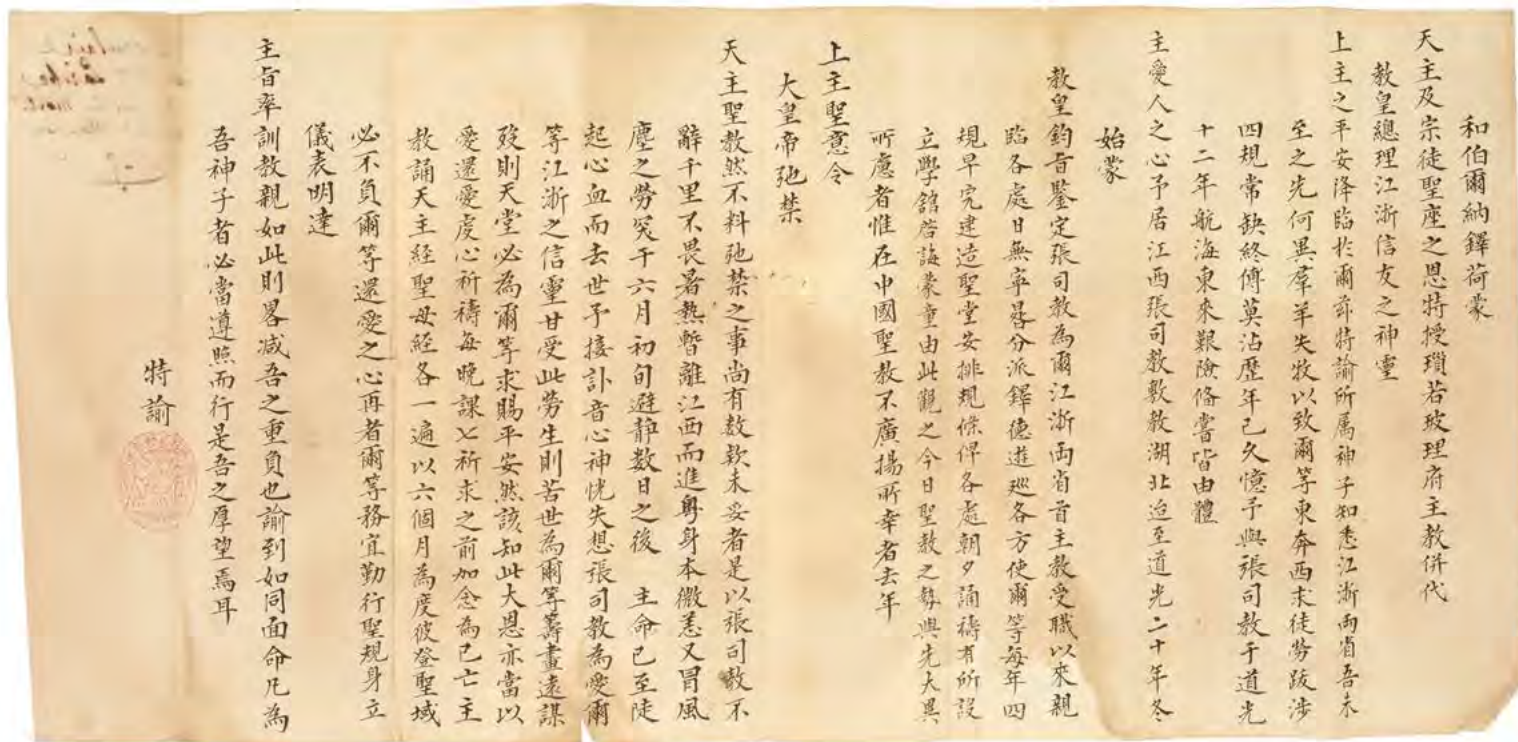 和伯爾納鐸荷蒙
天主及宗徒聖座之恩特授瑣若玻理府主教併代
教皇總理江浙信友之神靈
上主之平安降臨於爾茲特諭所屬神子知悉江浙兩省吾未
至之先何異羣羊失牧以致爾等東奔西求徒勞跋涉
四規常缺終傅莫沾歷年已久憶予與張司教于道光
十二年航海東來艱險俻嘗皆由體
主愛人之心予居江西張司教敷教湖北迨至道光二十年冬
始蒙
教皇鈞旨鑒定張司教為爾江浙兩省首主教受職以來親
臨各處日無寧晷分派鐸德遊巡各方使爾等每年四
規早完建造聖堂安排規條俾各處朝夕誦禱有所設
立學舘啓誨蒙童由此觀之今日聖教之勢與先大異
所慮者惟在中國聖教不廣揚所幸者去年
上主聖意令
大皇帝弛禁
天主聖教然不料弛禁之事尚有数欵未妥者是以張司教不
辭千里不畏暑熱暫離江西而進粵身本微恙又冒風
塵之勞突于六月初旬避静数日之後 主命已至陡
起心血而去世予接訃音心神恍失想張司教為愛爾
等江浙之信靈甘受此勞生則苦世為爾等籌畫遠謀
歿則天堂必為爾等求賜平安然該知此大恩亦當以
愛還愛虔心祈禱每晚課七祈求之前加念為已亡主
教誦天主經聖母經各一遍以六個月為度彼登聖域
必不負爾等還愛之心再者爾等務宜勤行聖規身立
儀表明達
主旨率訓教親如此則畧减吾之重負也諭到如同面命凡為
吾神子者必當遵照而行是吾之厚望焉耳
特諭